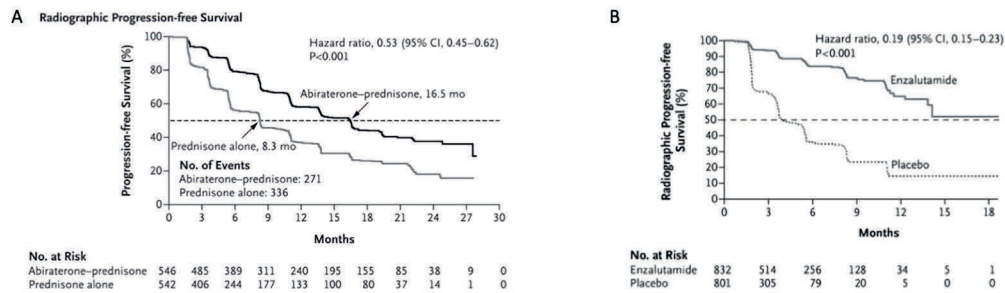 A
Radiographic Progression-free Survival
Progression-free Survival (%)
100
80
60
40
20
0
Hazard ratio, 0.53 (95% CI, 0.45–0.62)
P<0.001
Abiraterone–prednisone, 16.5 mo
Prednisone alone, 8.3 mo
No. of Events
Abiraterone–prednisone: 271
Prednisone alone: 336
0 3 6 9 12 15 18 21 24 27 30
Months
No. at Risk
Abiraterone–prednisone 546 485 389 311 240 195 155 85 38 9 0
Prednisone alone 542 406 244 177 133 100 80 37 14 1 0
B
Radiographic Progression-free
Survival (%)
100
90
80
70
60
50
40
30
20
10
0
Hazard ratio, 0.19 (95% CI, 0.15–0.23)
P<0.001
Enzalutamide
Placebo
0 3 6 9 12 15 18
Months
No. at Risk
Enzalutamide 832 514 256 128 34 5 1
Placebo 801 305 79 20 5 0 0